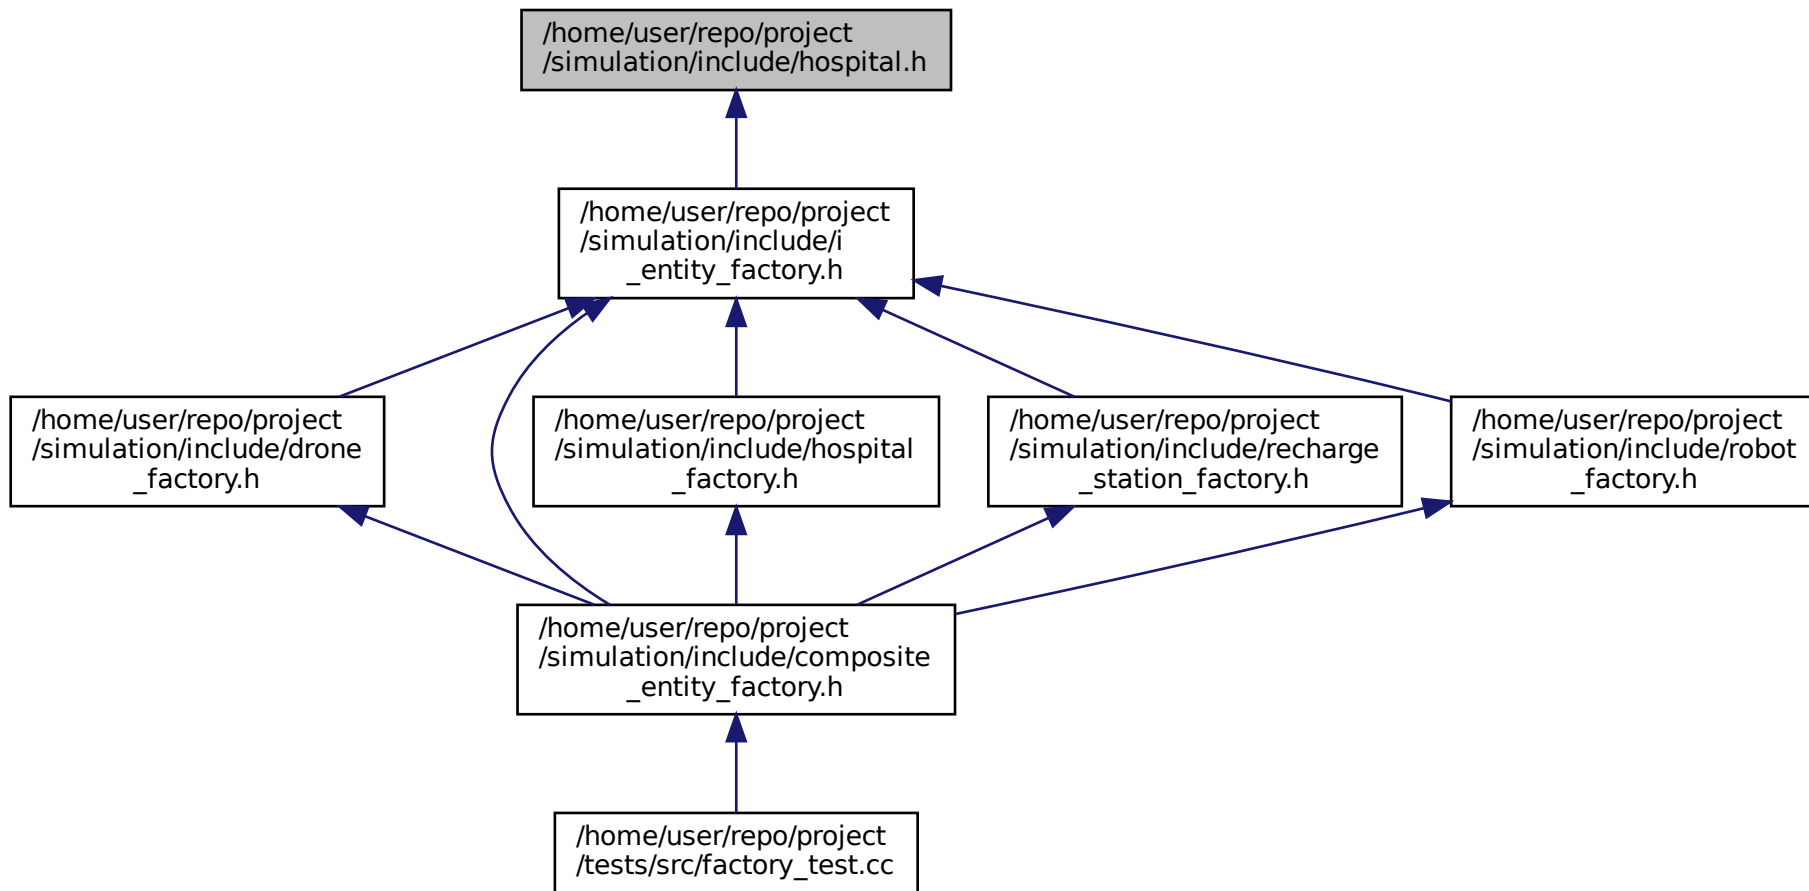 /home/user/repo/project
/simulation/include/hospital.h
/home/user/repo/project
/simulation/include/i
_entity_factory.h
/home/user/repo/project
/simulation/include/drone
_factory.h
/home/user/repo/project
/simulation/include/hospital
_factory.h
/home/user/repo/project
/simulation/include/recharge
_station_factory.h
/home/user/repo/project
/simulation/include/robot
_factory.h
/home/user/repo/project
/simulation/include/composite
_entity_factory.h
/home/user/repo/project
/tests/src/factory_test.cc